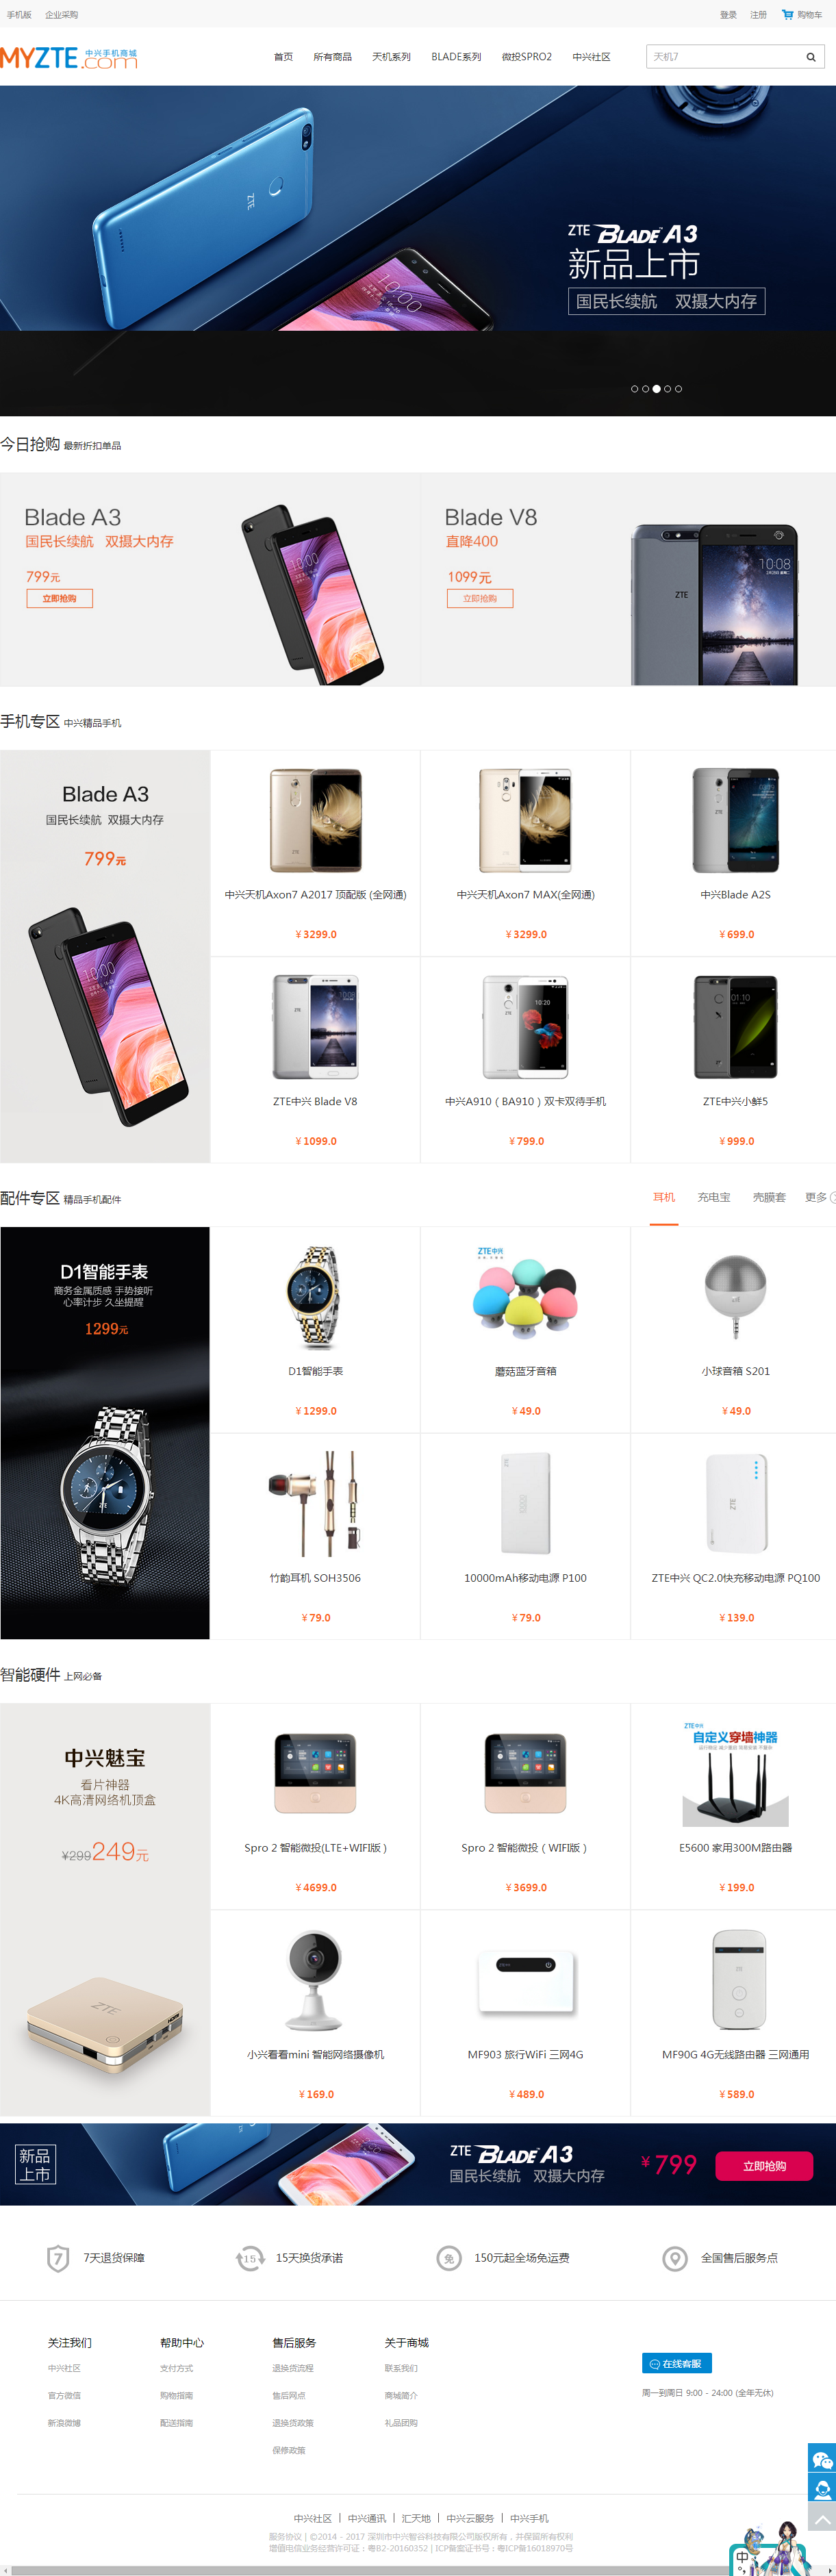 手机版 企业采购 登录 注册 购物车
MYZTE.com 中兴手机商城
首页 所有商品 天机系列 BLADE系列 微投SPRO2 中兴社区 天机7
ZTE BLADE A3
新品上市
国民长续航 双摄大内存
今日抢购 最新折扣单品
Blade A3
国民长续航 双摄大内存
799元
立即抢购
Blade V8
直降400
1099元
立即抢购
手机专区 中兴精品手机
Blade A3
国民长续航 双摄大内存
799元
中兴天机Axon7 A2017 顶配版 (全网通)
¥3299.0
中兴天机Axon7 MAX(全网通)
¥3299.0
中兴Blade A2S
¥699.0
ZTE中兴 Blade V8
¥1099.0
中兴A910（BA910）双卡双待手机
¥799.0
ZTE中兴小鲜5
¥999.0
配件专区 精品手机配件
耳机 充电宝 壳膜套 更多
D1智能手表
商务金属质感 手势接听
心率计步 久坐提醒
1299元
D1智能手表
¥1299.0
ZTE中兴
蘑菇蓝牙音箱
¥49.0
小球音箱 S201
¥49.0
竹韵耳机 SOH3506
¥79.0
10000mAh移动电源 P100
¥79.0
ZTE中兴 QC2.0快充移动电源 PQ100
¥139.0
智能硬件 上网必备
中兴魅宝
看片神器
4K高清网络机顶盒
¥299 249元
Spro 2 智能微投(LTE+WIFI版）
¥4699.0
Spro 2 智能微投（WIFI版）
¥3699.0
ZTE中兴
自定义穿墙神器
E5600 家用300M路由器
¥199.0
小兴看看mini 智能网络摄像机
¥169.0
MF903 旅行WiFi 三网4G
¥489.0
MF90G 4G无线路由器 三网通用
¥589.0
新品
上市
ZTE BLADE A3
国民长续航 双摄大内存
¥799
立即抢购
7天退货保障 15天换货承诺 150元起全场免运费 全国售后服务点
关注我们 帮助中心 售后服务 关于商城
中兴社区 支付方式 退换货流程 联系我们
官方微信 购物指南 售后网点 商城简介
新浪微博 配送指南 退换货政策 礼品团购
保修政策
在线客服
周一到周日 9:00 - 24:00 (全年无休)
中兴社区 | 中兴通讯 | 汇天地 | 中兴云服务 | 中兴手机
服务协议 | ©2014 - 2017 深圳市中兴智谷科技有限公司版权所有，并保留所有权利
增值电信业务经营许可证：粤B2-20160352 | ICP备案证书号：粤ICP备16018970号
中